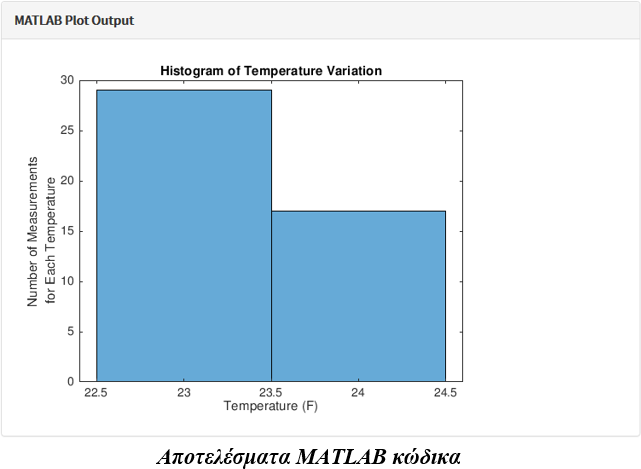 MATLAB Plot Output
Histogram of Temperature Variation
30
25
20
15
10
5
0
Number of Measurements
for Each Temperature
22.5 23 23.5 24 24.5
Temperature (F)
Αποτελέσματα MATLAB κώδικα